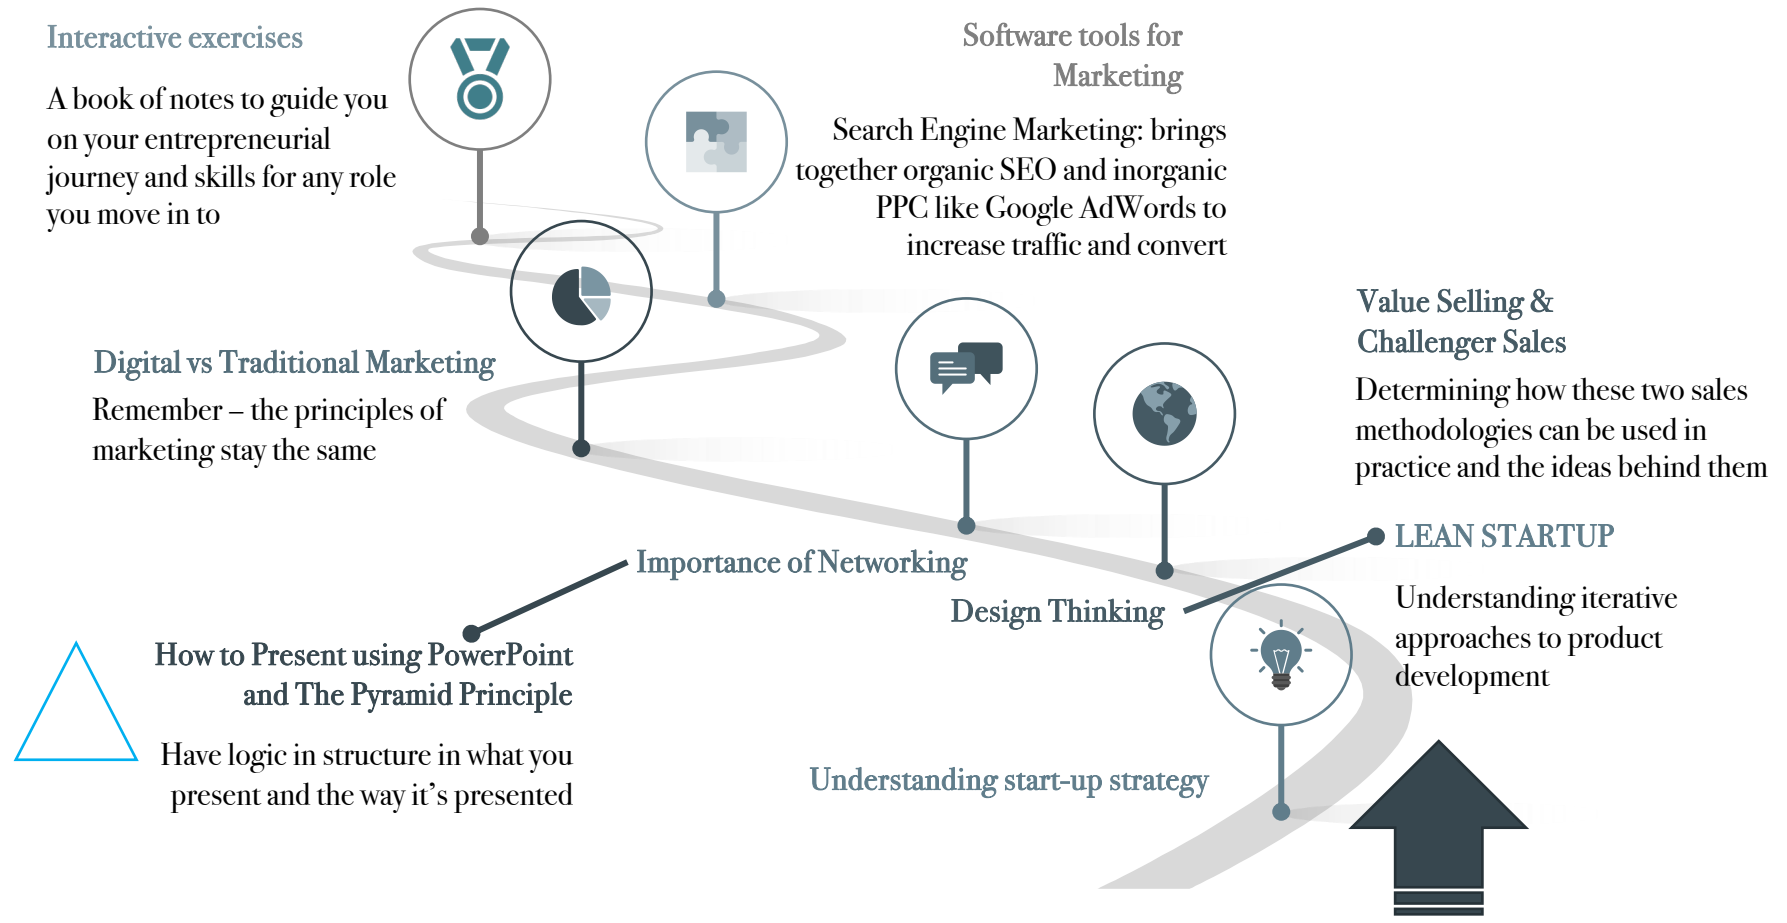 Interactive exercises
A book of notes to guide you
on your entrepreneurial
journey and skills for any role
you move in to
Software tools for
Marketing
Search Engine Marketing: brings
together organic SEO and inorganic
PPC like Google AdWords to
increase traffic and convert
Digital vs Traditional Marketing
Remember – the principles of
marketing stay the same
Value Selling &
Challenger Sales
Determining how these two sales
methodologies can be used in
practice and the ideas behind them
Importance of Networking
LEAN STARTUP
Understanding iterative
approaches to product
development
Design Thinking
How to Present using PowerPoint
and The Pyramid Principle
Have logic in structure in what you
present and the way it’s presented
Understanding start-up strategy